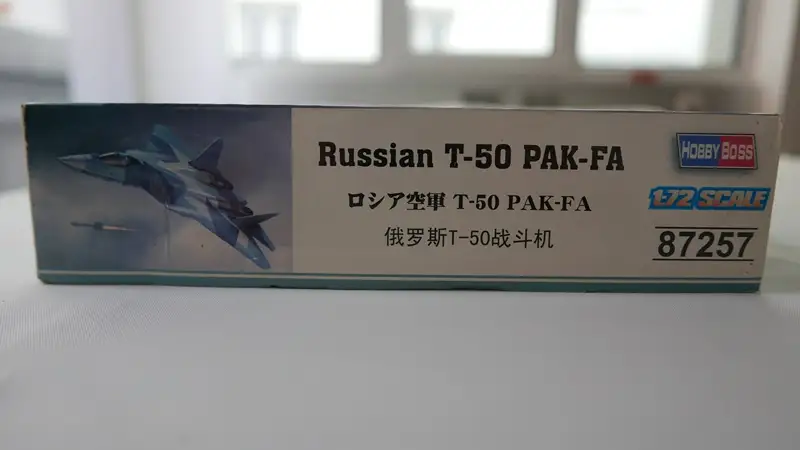 Russian T-50 PAK-FA
ロシア空軍 T-50 PAK-FA
俄罗斯T-50战斗机
HOBBY BOSS
1:72 SCALE
87257